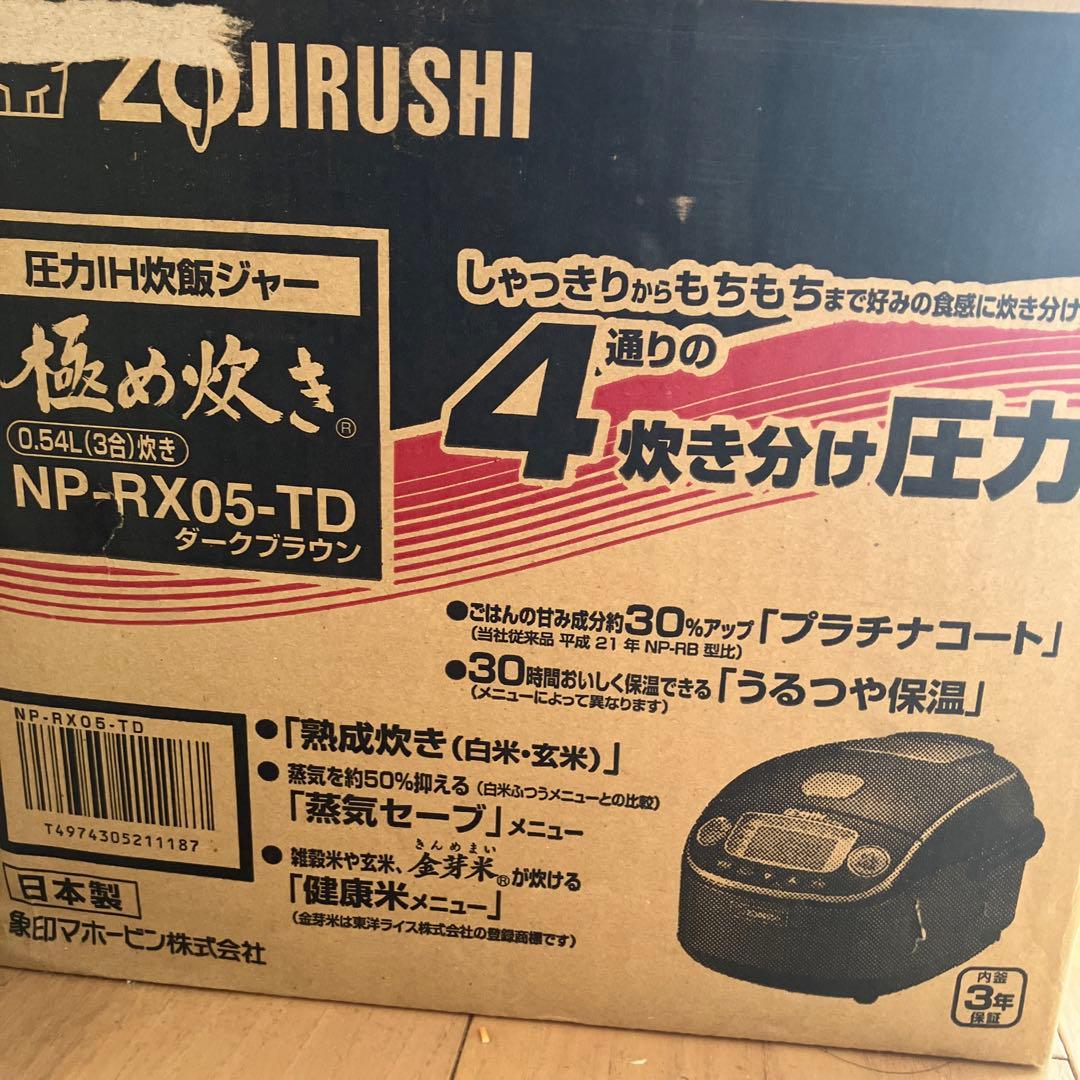 ZOJIRUSHI
圧力IH炊飯ジャー
極め炊き®
0.54L(3合)炊き
NP-RX05-TD
ダークブラウン
しゃっきりからもちもちまで好みの食感に炊き分け
4通りの
炊き分け圧力
●ごはんの甘み成分約30%アップ「プラチナコート」
(当社従来品 平成21年 NP-RB 型比)
●30時間おいしく保温できる「うるつや保温」
(メニューによって異なります)
●「熟成炊き(白米・玄米)」
●蒸気を約50%抑える(白米ふつうメニューとの比較)
「蒸気セーブ」メニュー
きんめまい
●雑穀米や玄米、金芽米®が炊ける
「健康米メニュー」
(金芽米は東洋ライス株式会社の登録商標です)
NP-RX05-TD
T4974305211187
日本製
象印マホービン株式会社
内釜
3年
保証